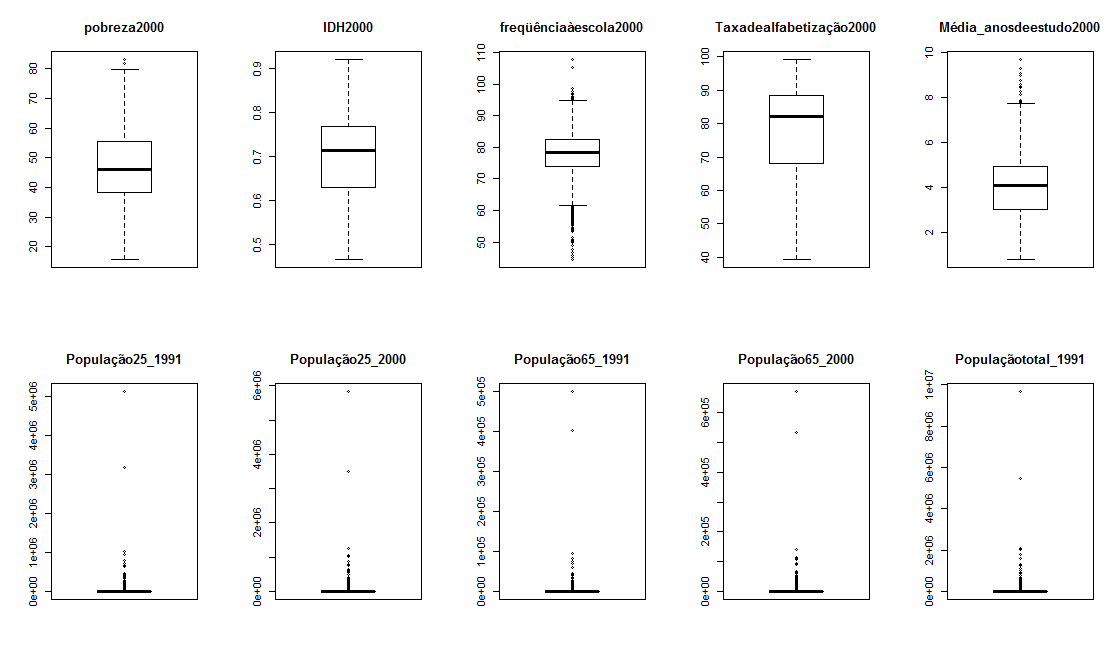 pobreza2000
20 30 40 50 60 70 80
IDH2000
0.5 0.6 0.7 0.8 0.9
freqüênciaàescola2000
50 60 70 80 90 100 110
Taxadealfabetização2000
40 50 60 70 80 90 100
Média_anosdeestudo2000
2 4 6 8 10
População25_1991
0e+00 1e+06 2e+06 3e+06 4e+06 5e+06
População25_2000
0e+00 2e+06 4e+06 6e+06
População65_1991
0e+00 1e+05 2e+05 3e+05 4e+05 5e+05
População65_2000
0e+00 2e+05 4e+05 6e+05
Populaçãototal_1991
0e+00 2e+06 4e+06 6e+06 8e+06 1e+07